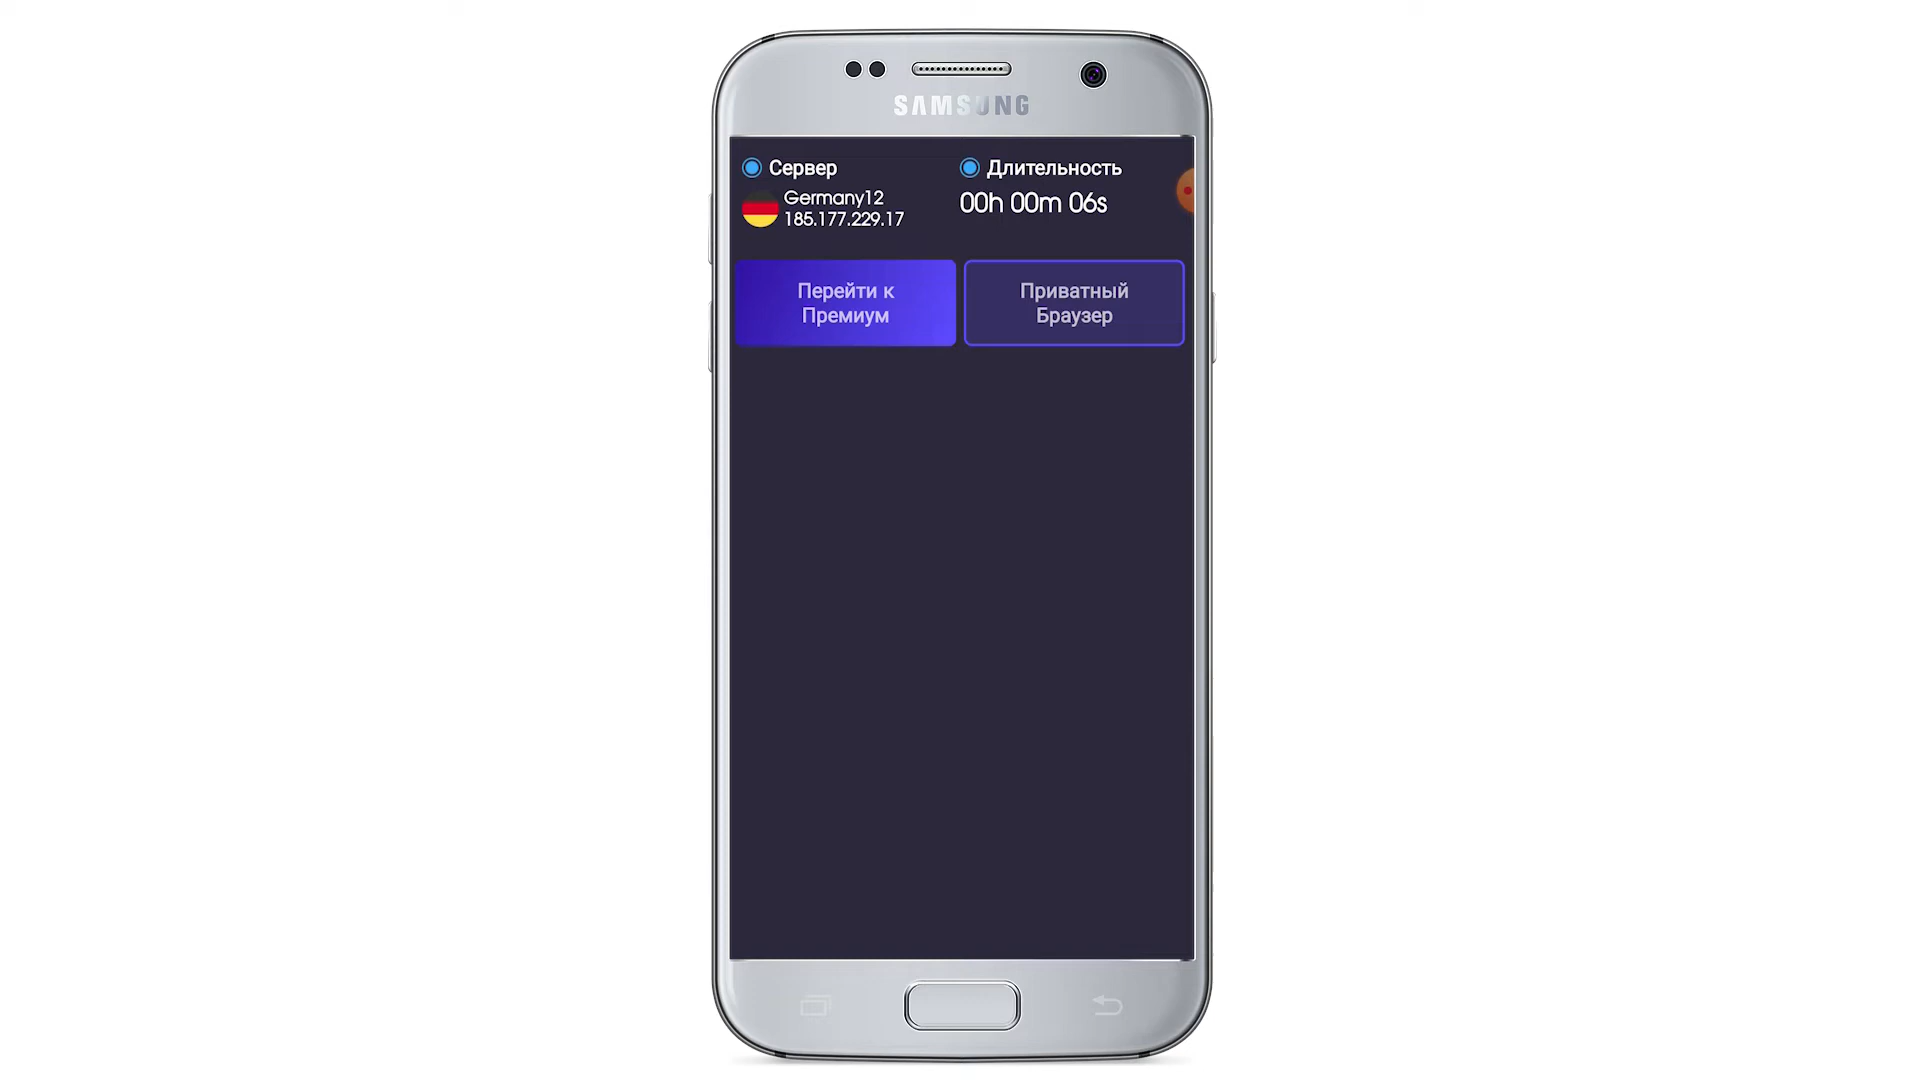 SAMSUNG
Сервер
Germany12
185.177.229.17
Длительность
00h 00m 06s
Перейти к
Премиум
Приватный
Браузер